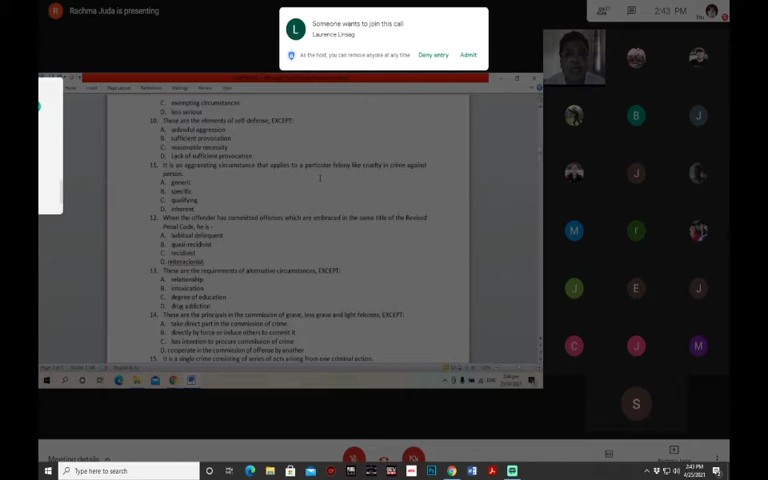 R
Rachma Juda is presenting
Someone wants to join this call
L
Laurence Linsag
As the host, you can remove anyone at any time
Deny entry
Admit
2:43 PM
You
C. exempting circumstances
D. less serious
10. These are the elements of self-defense, EXCEPT:
A. unlawful aggression
B. sufficient provocation
C. reasonable necessity
D. Lack of sufficient provocation
11. It is an aggravating circumstance that applies to a particular felony like cruelty in crime against
person.
A. generic
B. specific
C. qualifying
D. inherent
12. When the offender has committed offenses which are embraced in the same title of the Revised
Penal Code, he is -
A. habitual delinquent
B. quasi-recidivist
C. recidivist
D. reiteracionist
13. These are the requirements of alternative circumstances, EXCEPT:
A. relationship
B. intoxication
C. degree of education
D. drug addiction
14. These are the principals in the commission of grave, less grave and light felonies, EXCEPT:
A. take direct part in the commission of crime
B. directly by force or induce others to commit it
C. has intention to procure commission of crime
D. cooperate in the commission of offense by another
15. It is a single crime consisting of series of acts arising from one criminal action.
B
J
J
M
r
J
E
J
C
J
M
S
Meeting details
Type here to search
2:43 PM
4/25/2021